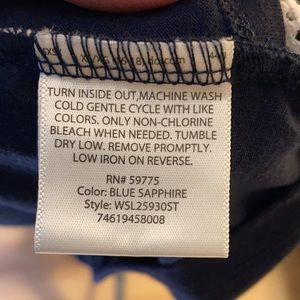 TURN INSIDE OUT,MACHINE WASH
COLD GENTLE CYCLE WITH LIKE
COLORS. ONLY NON-CHLORINE
BLEACH WHEN NEEDED. TUMBLE
DRY LOW. REMOVE PROMPTLY.
LOW IRON ON REVERSE.
RN# 59775
Color: BLUE SAPPHIRE
Style: WSL25930ST
74619458008